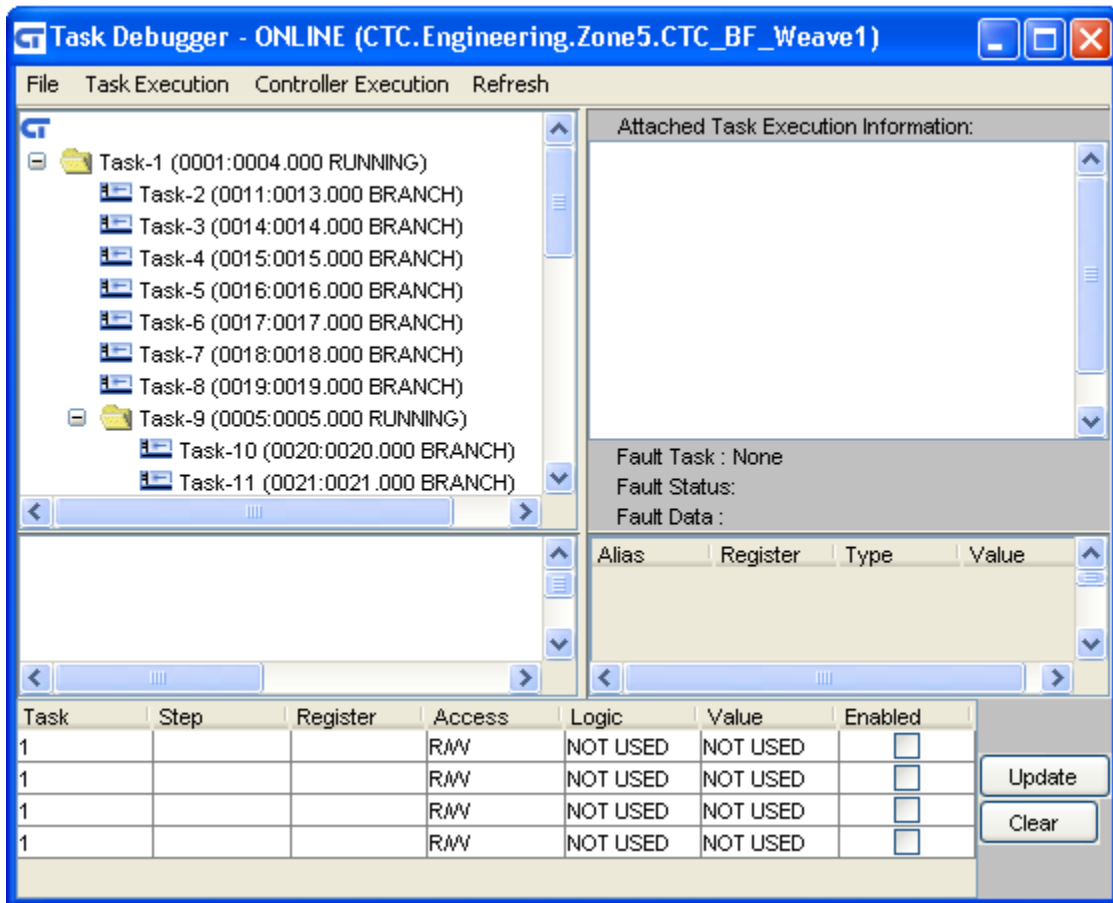 CT Task Debugger - ONLINE (CTC.Engineering.Zone5.CTC_BF_Weave1)
File Task Execution Controller Execution Refresh
CT
Task-1 (0001:0004.000 RUNNING)
Task-2 (0011:0013.000 BRANCH)
Task-3 (0014:0014.000 BRANCH)
Task-4 (0015:0015.000 BRANCH)
Task-5 (0016:0016.000 BRANCH)
Task-6 (0017:0017.000 BRANCH)
Task-7 (0018:0018.000 BRANCH)
Task-8 (0019:0019.000 BRANCH)
Task-9 (0005:0005.000 RUNNING)
Task-10 (0020:0020.000 BRANCH)
Task-11 (0021:0021.000 BRANCH)
Attached Task Execution Information:
Fault Task : None
Fault Status:
Fault Data :
Alias Register Type Value
Task Step Register Access Logic Value Enabled
1 R/W NOT USED NOT USED
1 R/W NOT USED NOT USED
1 R/W NOT USED NOT USED
1 R/W NOT USED NOT USED
Update
Clear